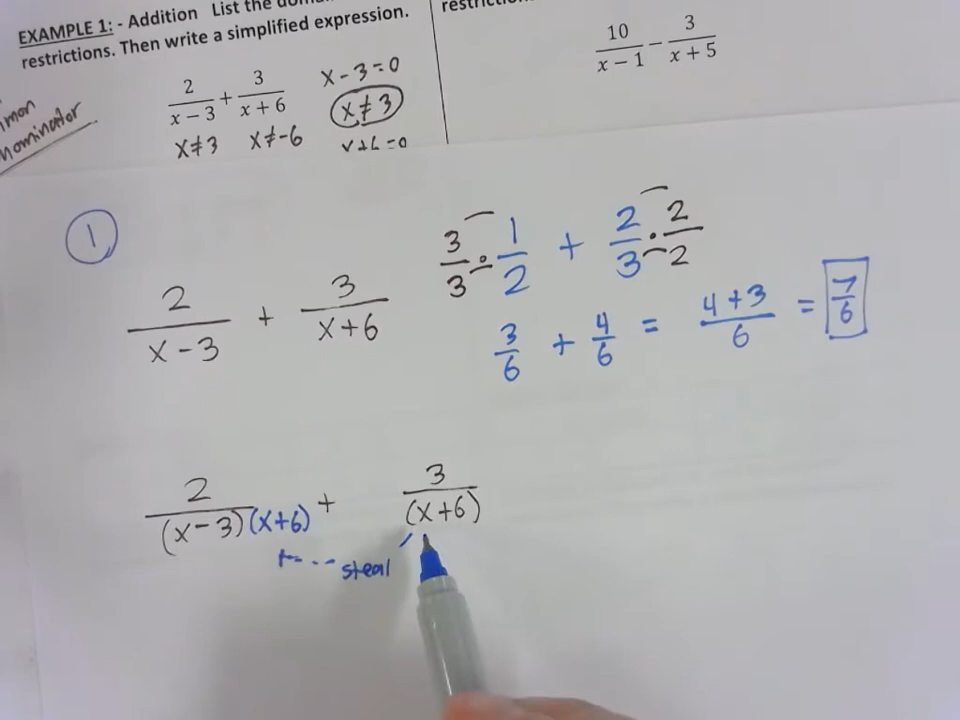 EXAMPLE 1: - Addition List the
restrictions. Then write a simplified expression.
2/(x − 3) + 3/(x + 6)
x ≠ 3 x ≠ -6
x - 3 = 0
x ≠ 3
x + 6 = 0
10/(x − 1) − 3/(x + 5)
1
2/(x - 3) + 3/(x + 6)
3/3 · 1/2 + 2/3 · 2/2
3/6 + 4/6 = (4 + 3)/6 = 7/6
2/((x - 3)(x + 6)) + 3/(x + 6)
steal